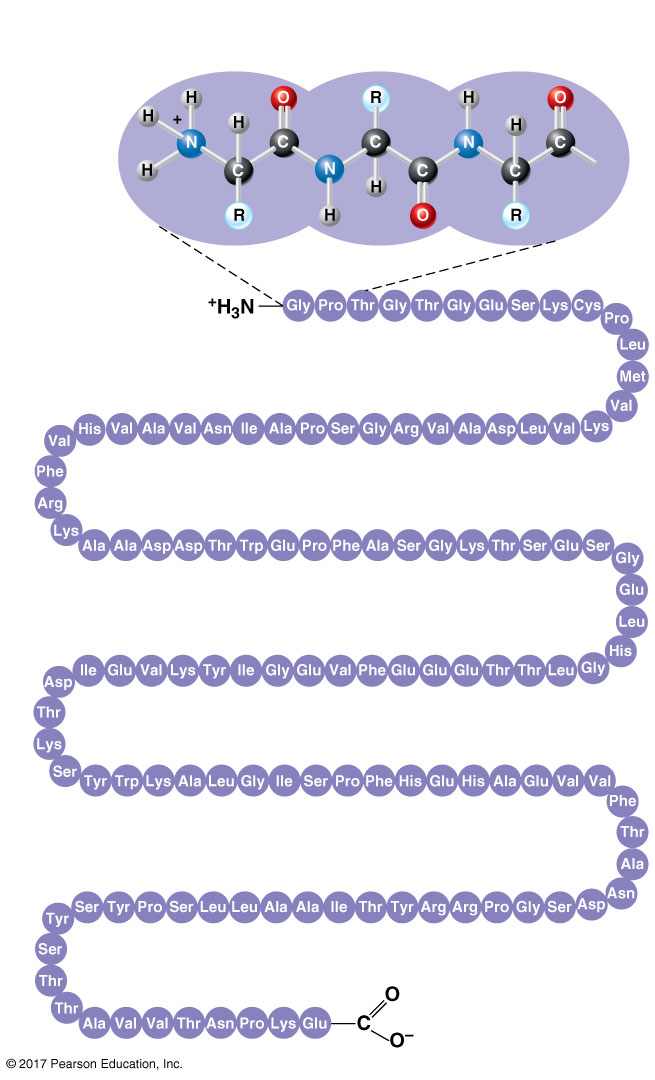 H O R H O
H + H H
N C C N C
H C N C C
H
R H O R
+H3N Gly Pro Thr Gly Thr Gly Glu Ser Lys Cys
Pro
Leu
Met
Val
Lys Val Leu Asp Ala Val Arg Gly Ser Pro Ala Ile Asn Val Ala Val His
Val
Phe
Arg
Lys
Ala Ala Asp Asp Thr Trp Glu Pro Phe Ala Ser Gly Lys Thr Ser Glu Ser
Gly
Glu
Leu
His
Gly Leu Thr Thr Glu Glu Glu Phe Val Glu Gly Ile Tyr Lys Val Glu Ile
Asp
Thr
Lys
Ser
Tyr Trp Lys Ala Leu Gly Ile Ser Pro Phe His Glu His Ala Glu Val Val
Phe
Thr
Ala
Asn
Asp Ser Gly Pro Arg Arg Tyr Thr Ile Ala Ala Leu Leu Ser Pro Tyr Ser
Tyr
Ser
Thr
Thr
Ala Val Val Thr Asn Pro Lys Glu C
O
O−
© 2017 Pearson Education, Inc.